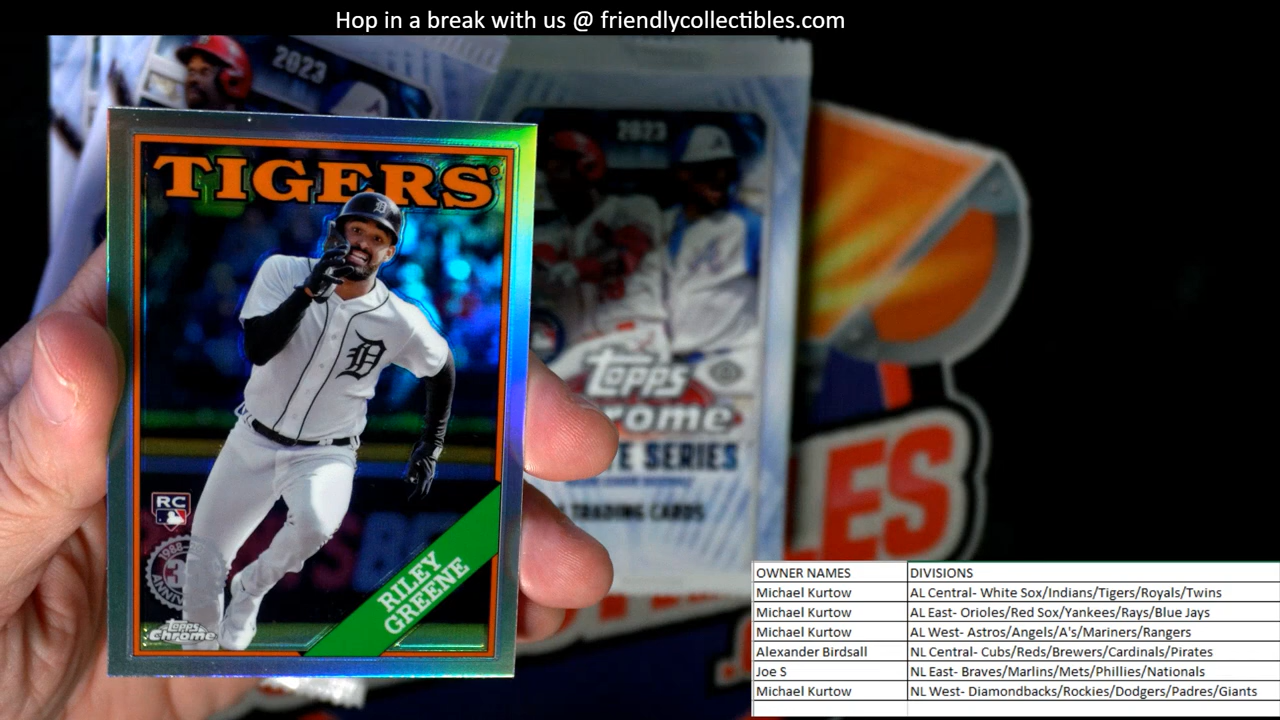 Hop in a break with us @ friendlycollectibles.com
2023
2023
TIGERS
D
D
RC
1988
RILEY
GREENE
Topps
Chrome
Topps
rome
TE SERIES
TRADING CARDS
LES
OWNER NAMES DIVISIONS
Michael Kurtow AL Central- White Sox/Indians/Tigers/Royals/Twins
Michael Kurtow AL East- Orioles/Red Sox/Yankees/Rays/Blue Jays
Michael Kurtow AL West- Astros/Angels/A's/Mariners/Rangers
Alexander Birdsall NL Central- Cubs/Reds/Brewers/Cardinals/Pirates
Joe S NL East- Braves/Marlins/Mets/Phillies/Nationals
Michael Kurtow NL West- Diamondbacks/Rockies/Dodgers/Padres/Giants